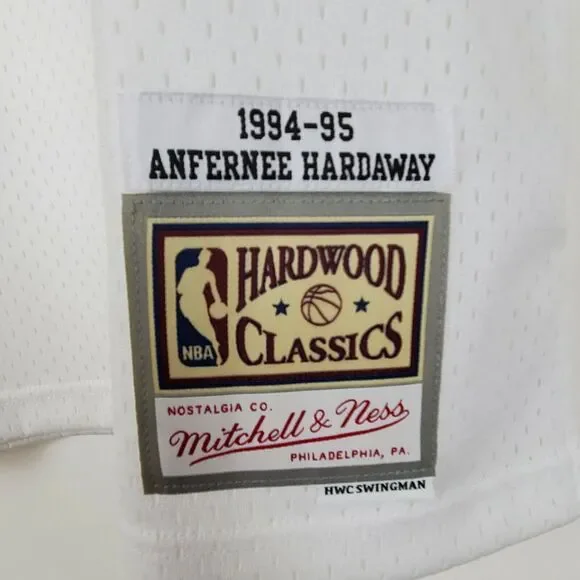 1994-95
ANFERNEE HARDAWAY
HARDWOOD
NBA CLASSICS
NOSTALGIA CO.
Mitchell & Ness
PHILADELPHIA, PA.
HWC SWINGMAN